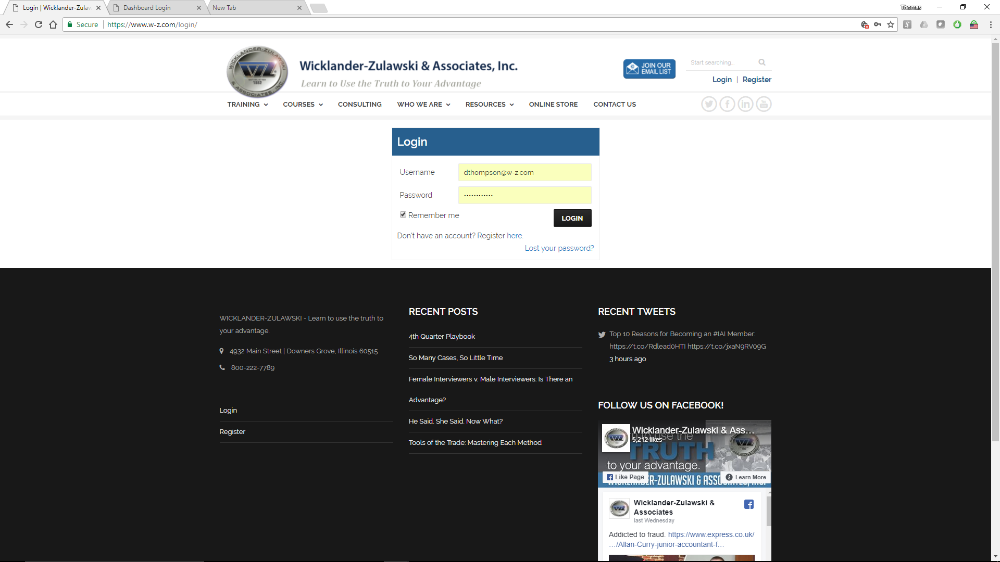 Login | Wicklander-Zulaw
Dashboard Login
New Tab
Thomas
Secure
https://www.w-z.com/login/
WICKLANDER-ZULAWSKI
WZ
& ASSOCIATES, INC
Wicklander-Zulawski & Associates, Inc.
Learn to Use the Truth to Your Advantage
JOIN OUR
EMAIL LIST
Start searching...
Login | Register
TRAINING COURSES CONSULTING WHO WE ARE RESOURCES ONLINE STORE CONTACT US
Login
Username
dthompson@w-z.com
Password
••••••••••••
Remember me
LOGIN
Don't have an account? Register here.
Lost your password?
WICKLANDER-ZULAWSKI - Learn to use the truth to
your advantage.
4932 Main Street | Downers Grove, Illinois 60515
800-222-7789
Login
Register
RECENT POSTS
4th Quarter Playbook
So Many Cases, So Little Time
Female Interviewers v. Male Interviewers: Is There an
Advantage?
He Said. She Said. Now What?
Tools of the Trade: Mastering Each Method
RECENT TWEETS
Top 10 Reasons for Becoming an #IAI Member:
https://t.co/Rdlead0HTI https://t.co/jxaN9RV09G
3 hours ago
FOLLOW US ON FACEBOOK!
Wicklander-Zulawski & Ass...
to use the
5,212 likes
TRUTH
to your advantage.
Like Page
Learn More
Wicklander-Zulawski &
Associates
last Wednesday
Addicted to fraud. https://www.express.co.uk/
…/Allan-Curry-junior-accountant-f…